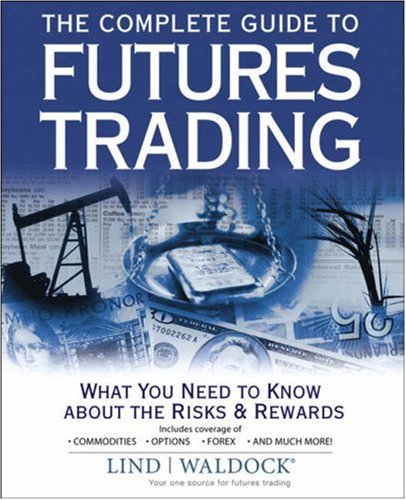 THE COMPLETE GUIDE TO
FUTURES
TRADING
WHAT YOU NEED TO KNOW
ABOUT THE RISKS & REWARDS
Includes coverage of
• COMMODITIES • OPTIONS • FOREX • AND MUCH MORE!
LIND | WALDOCK®
Your one source for futures trading